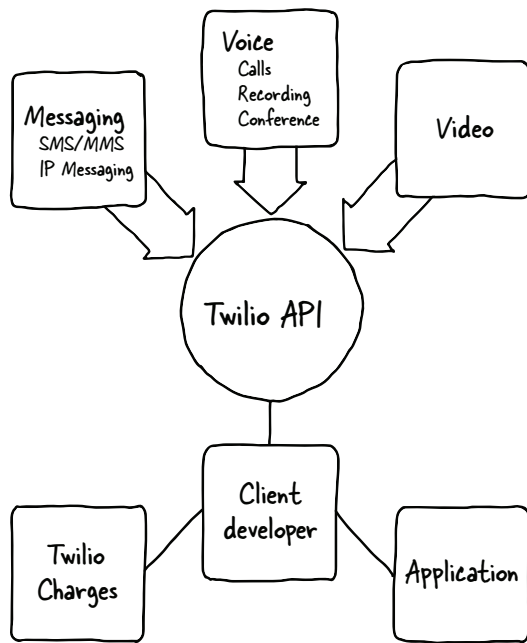 Voice
Calls
Recording
Conference
Messaging
SMS/MMS
IP Messaging
Video
Twilio API
Client
developer
Twilio
Charges
Application